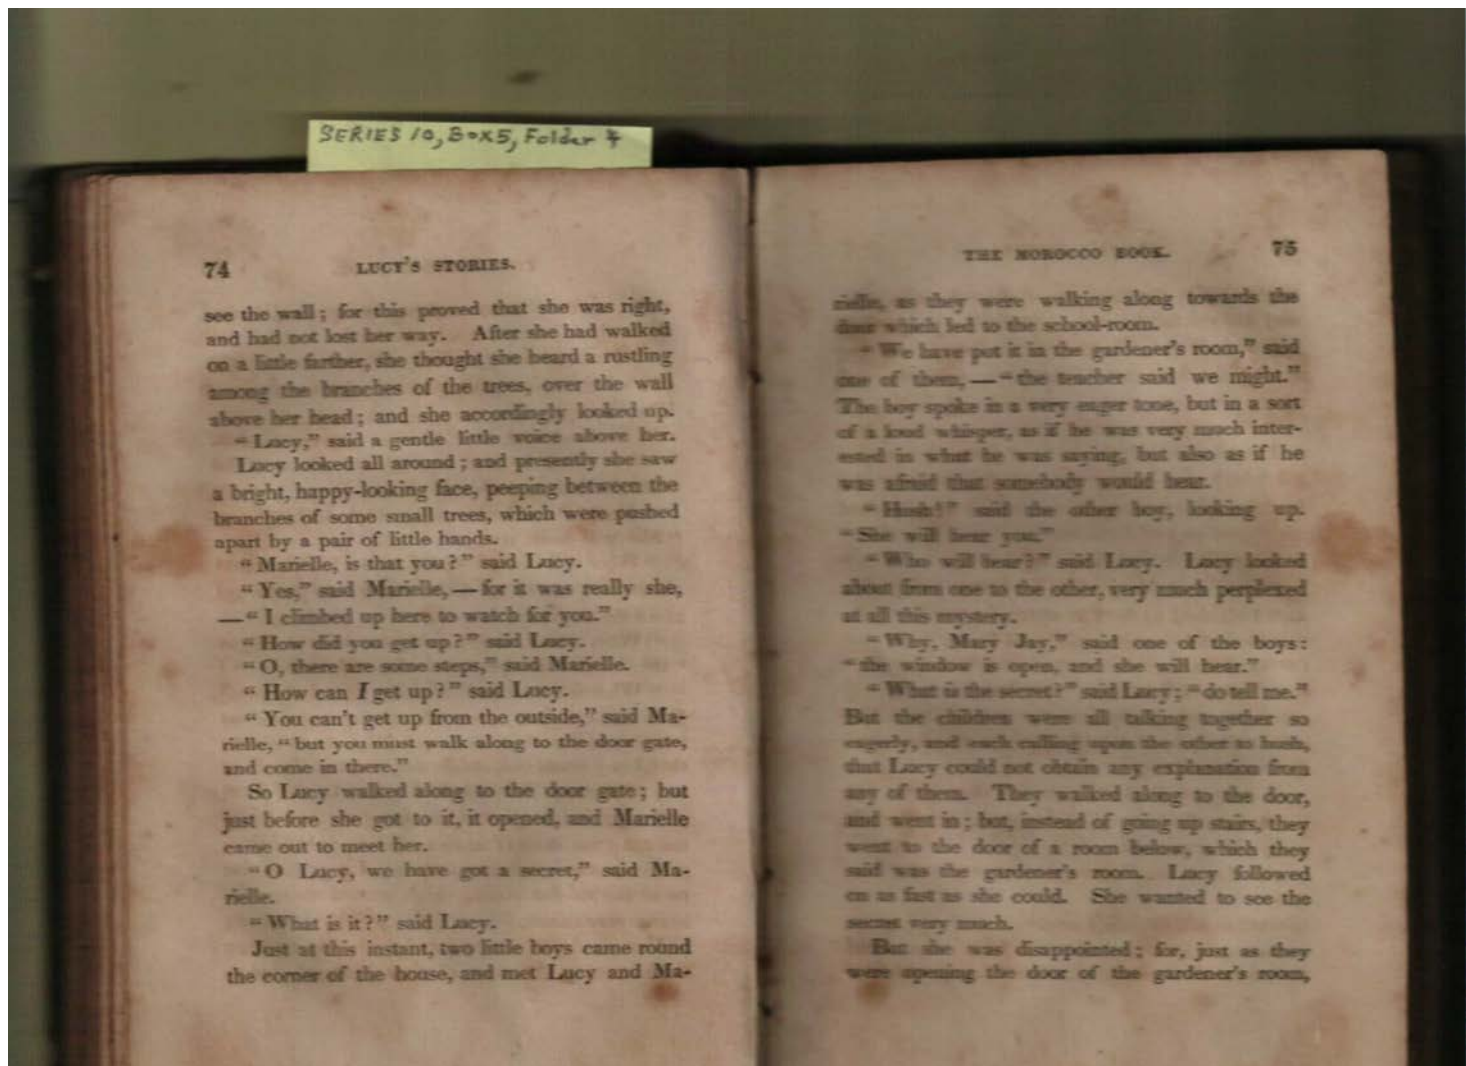 SERIES 10, BOX 5, Folder 4
74 LUCY'S STORIES.
see the wall; for this proved that she was right,
and had not lost her way. After she had walked
on a little farther, she thought she heard a rustling
among the branches of the trees, over the wall
above her head; and she accordingly looked up.
“Lucy,” said a gentle little voice above her.
Lucy looked all around; and presently she saw
a bright, happy-looking face, peeping between the
branches of some small trees, which were pushed
apart by a pair of little hands.
“Marielle, is that you?” said Lucy.
“Yes,” said Marielle,—for it was really she,
—“I climbed up here to watch for you.”
“How did you get up?” said Lucy.
“O, there are some steps,” said Marielle.
“How can I get up?” said Lucy.
“You can't get up from the outside,” said Ma-
rielle, “but you must walk along to the door gate,
and come in there.”
So Lucy walked along to the door gate; but
just before she got to it, it opened, and Marielle
came out to meet her.
“O Lucy, we have got a secret,” said Ma-
rielle.
“What is it?” said Lucy.
Just at this instant, two little boys came round
the corner of the house, and met Lucy and Ma-
THE MOROCCO BOOK. 75
rielle, as they were walking along towards the
door which led to the school-room.
“We have put it in the gardener's room,” said
one of them,—“the teacher said we might.”
The boy spoke in a very eager tone, but in a sort
of a loud whisper, as if he was very much inter-
ested in what he was saying, but also as if he
was afraid that somebody would hear.
“Hush!” said the other boy, looking up.
“She will hear you.”
“Who will hear?” said Lucy. Lucy looked
about from one to the other, very much perplexed
at all this mystery.
“Why, Mary Jay,” said one of the boys:
“the window is open, and she will hear.”
“What is the secret?” said Lucy; “do tell me.”
But the children were all talking together so
eagerly, and each calling upon the other to hush,
that Lucy could not obtain any explanation from
any of them. They walked along to the door,
and went in; but, instead of going up stairs, they
went to the door of a room below, which they
said was the gardener's room. Lucy followed
on as fast as she could. She wanted to see the
secret very much.
But she was disappointed; for, just as they
were opening the door of the gardener's room,